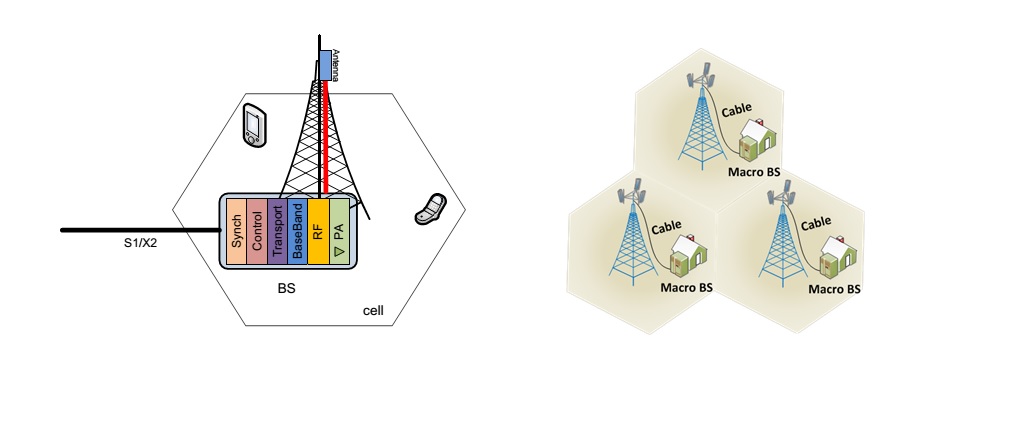 Antenna
Synch
Control
Transport
BaseBand
RF
PA
S1/X2
BS
cell
Cable
Macro BS
Cable
Macro BS
Cable
Macro BS